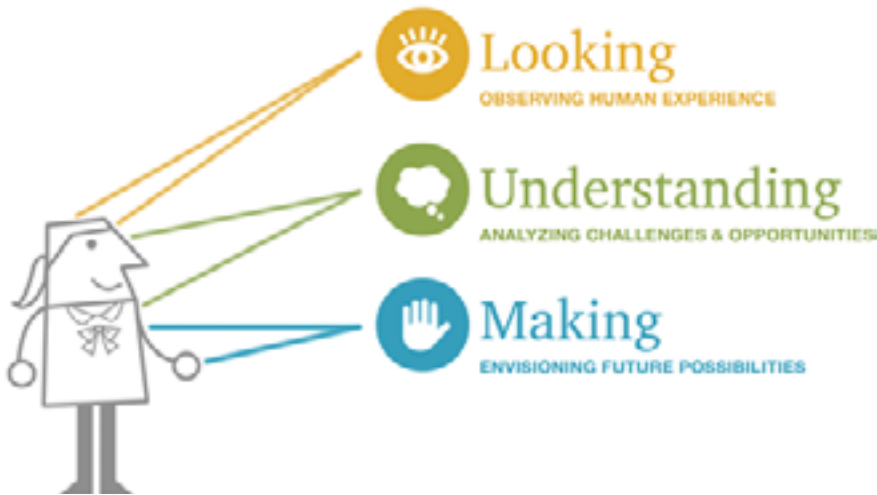 Looking
OBSERVING HUMAN EXPERIENCE
Understanding
ANALYZING CHALLENGES & OPPORTUNITIES
Making
ENVISIONING FUTURE POSSIBILITIES